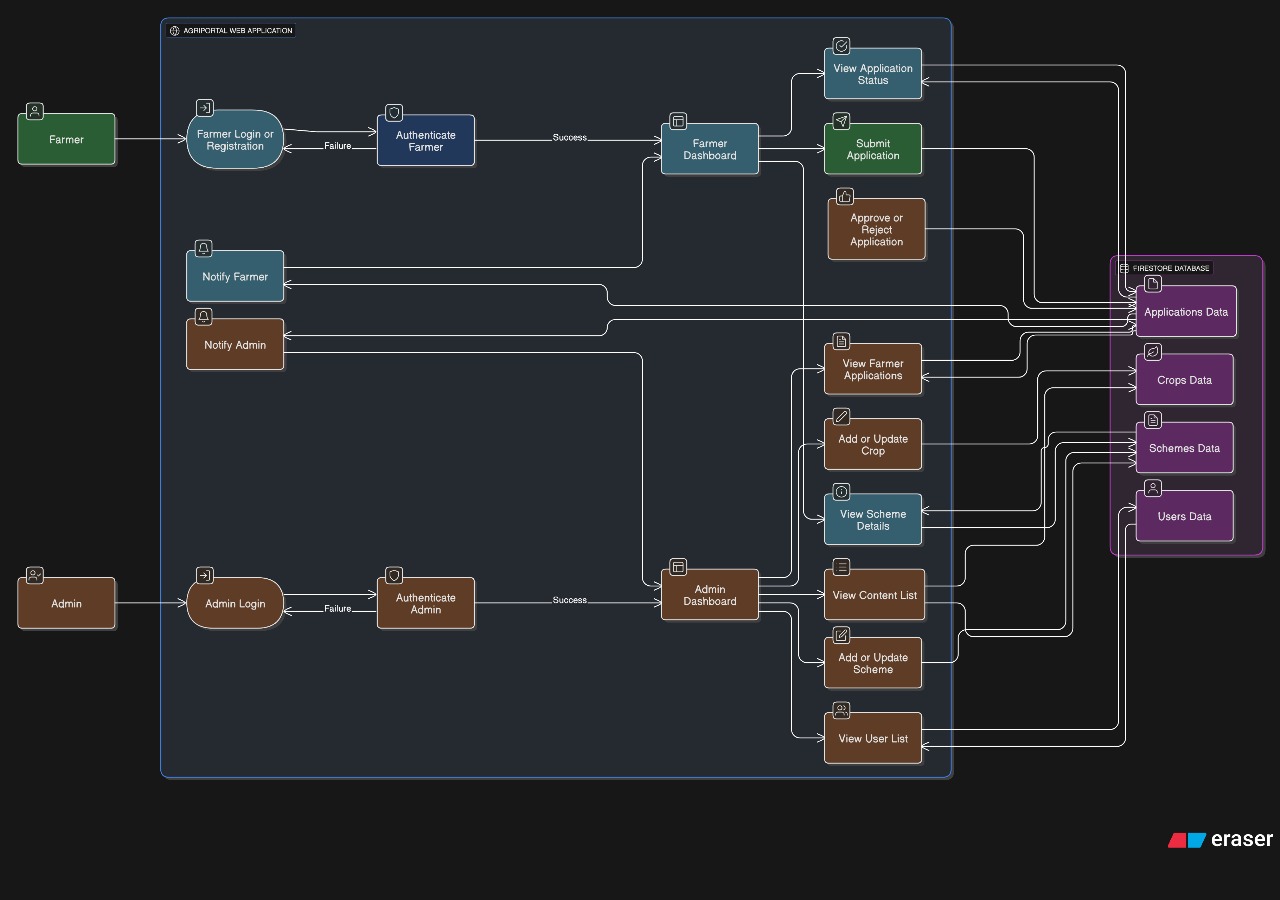 AGRIPORTAL WEB APPLICATION
View Application
Status
Farmer
Farmer Login or
Registration
Failure
Authenticate
Farmer
Success
Farmer
Dashboard
Submit
Application
Approve or
Reject
Application
Notify Farmer
Notify Admin
FIRESTORE DATABASE
Applications Data
View Farmer
Applications
Crops Data
Add or Update
Crop
Schemes Data
View Scheme
Details
Users Data
Admin
Admin Login
Failure
Authenticate
Admin
Success
Admin
Dashboard
View Content List
Add or Update
Scheme
View User List
eraser